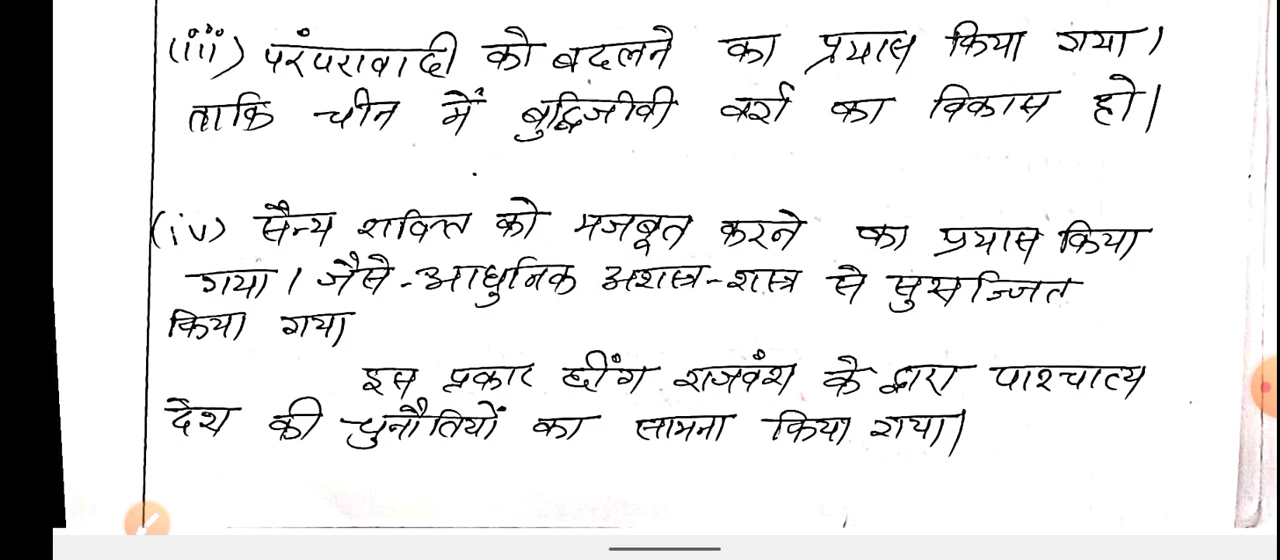 (iii) परंपरावादी को बदलने का प्रयास किया गया।
ताकि चीन में बुद्धिजीवी वर्ग का विकास हो।
(iv) सैन्य शक्ति को मजबूत करने का प्रयास किया
गया। जैसे - आधुनिक अशस्त्र-शस्त्र से सुसज्जित
किया गया
इस प्रकार छींग राजवंश के द्वारा पाश्चात्य
देश की चुनौतियों का सामना किया गया।